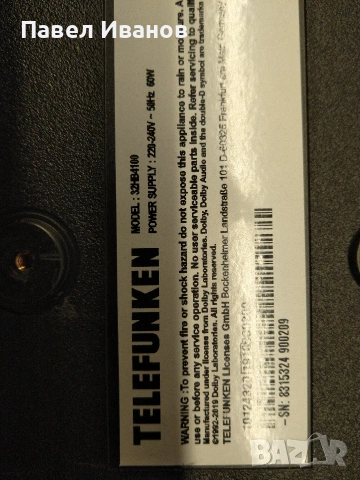 Павел Иванов
TELEFUNKEN
MODEL : 32HB4100
POWER SUPPLY : 220-240V ~ 50Hz 60W
WARNING :To prevent fire or shock hazard do not expose this appliance to rain or moisture. A
use or before any service operation. No user serviceable parts inside. Refer servicing to qualifi
Manufactured under license from Dolby Laboratories. Dolby, Dolby Audio and the double-D symbol are trademar
©1992-2019 Dolby Laboratories. All rights reserved.
TELEFUNKEN Licenses GmbH Bockenheimer Landstraße 101 D-60325 Frankfurt am Main
-SN: 8315324 900209
BAZAR